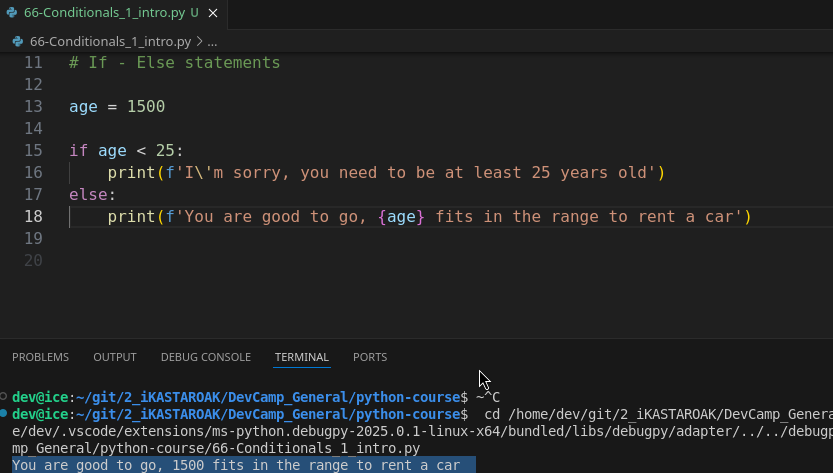 66-Conditionals_1_intro.py U
66-Conditionals_1_intro.py > ...
11 # If - Else statements
12
13 age = 1500
14
15 if age < 25:
16     print(f'I\'m sorry, you need to be at least 25 years old')
17 else:
18     print(f'You are good to go, {age} fits in the range to rent a car')
19
20
PROBLEMS OUTPUT DEBUG CONSOLE TERMINAL PORTS
dev@ice:~/git/2_iKASTAROAK/DevCamp_General/python-course$ ~^C
dev@ice:~/git/2_iKASTAROAK/DevCamp_General/python-course$  cd /home/dev/git/2_iKASTAROAK/DevCamp_Genera
e/dev/.vscode/extensions/ms-python.debugpy-2025.0.1-linux-x64/bundled/libs/debugpy/adapter/../../debugp
mp_General/python-course/66-Conditionals_1_intro.py
You are good to go, 1500 fits in the range to rent a car